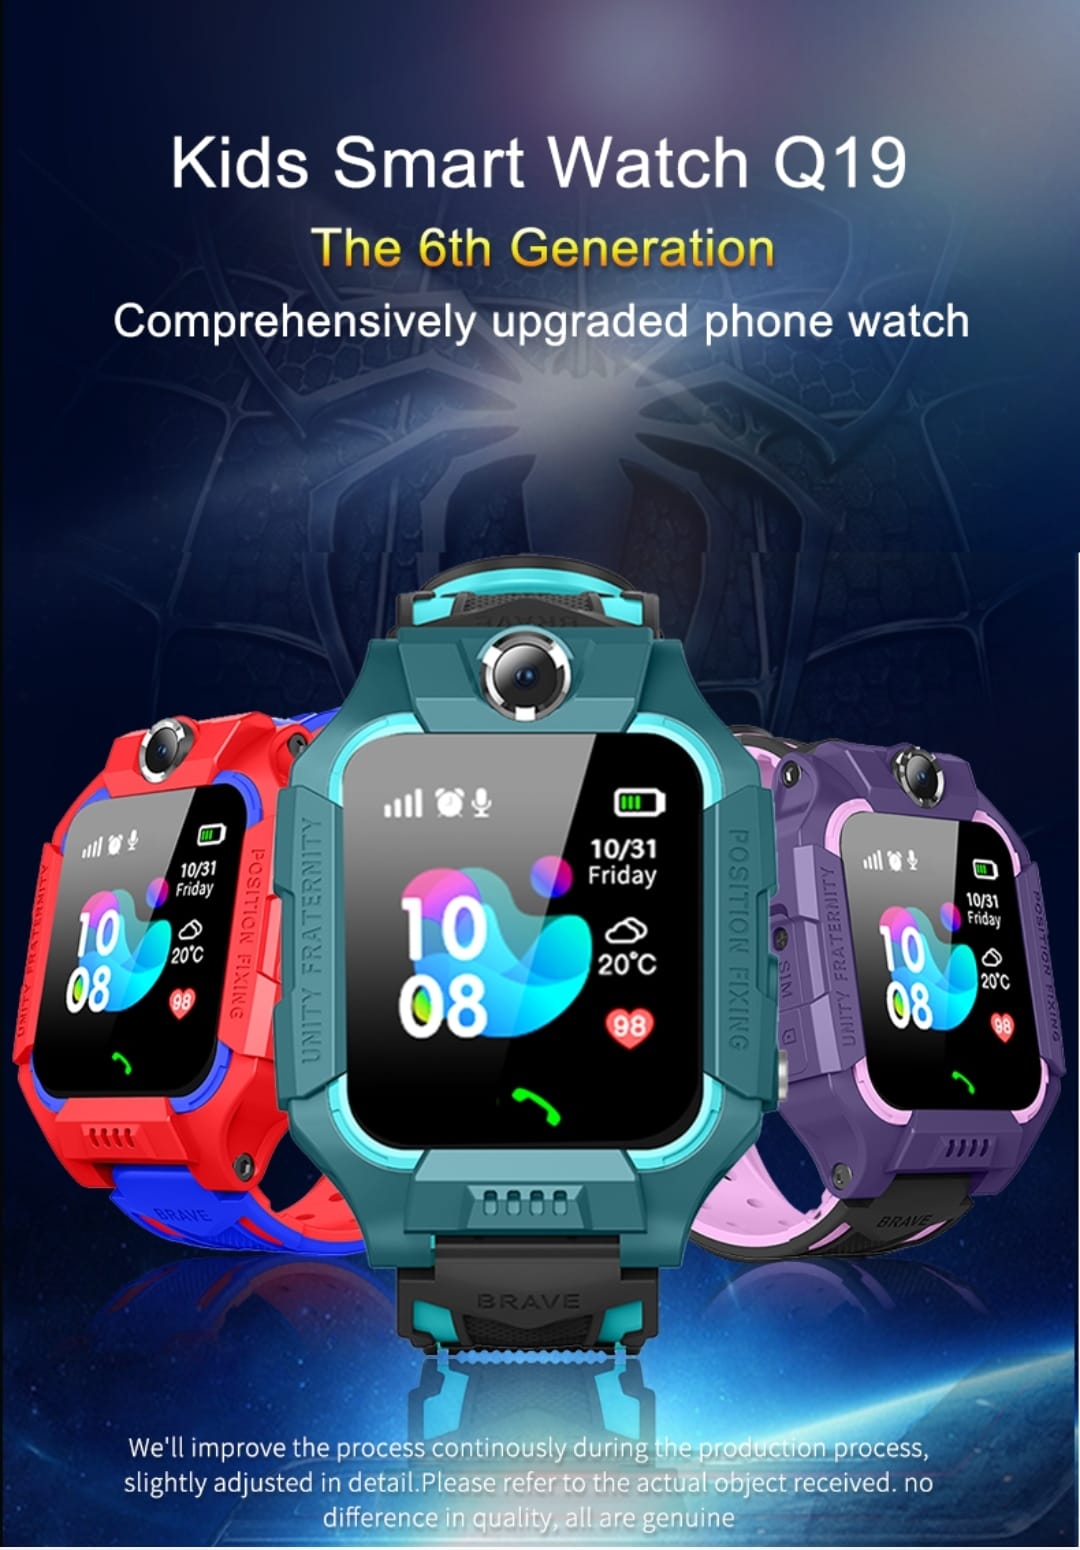 Kids Smart Watch Q19
The 6th Generation
Comprehensively upgraded phone watch
BRAVE
10/31
Friday
10
20°C
08
98
UNITY FRATERNITY
POSITION FIXING
BRAVE
10/31
Friday
10
20°C
08
98
UNITY FRATERNITY
POSITION FIXING
BRAVE
10/31
Friday
10
20°C
08
98
SIM
UNITY FRATERNITY
POSITION FIXING
BRAVE
We'll improve the process continously during the production process,
slightly adjusted in detail.Please refer to the actual object received. no
difference in quality, all are genuine